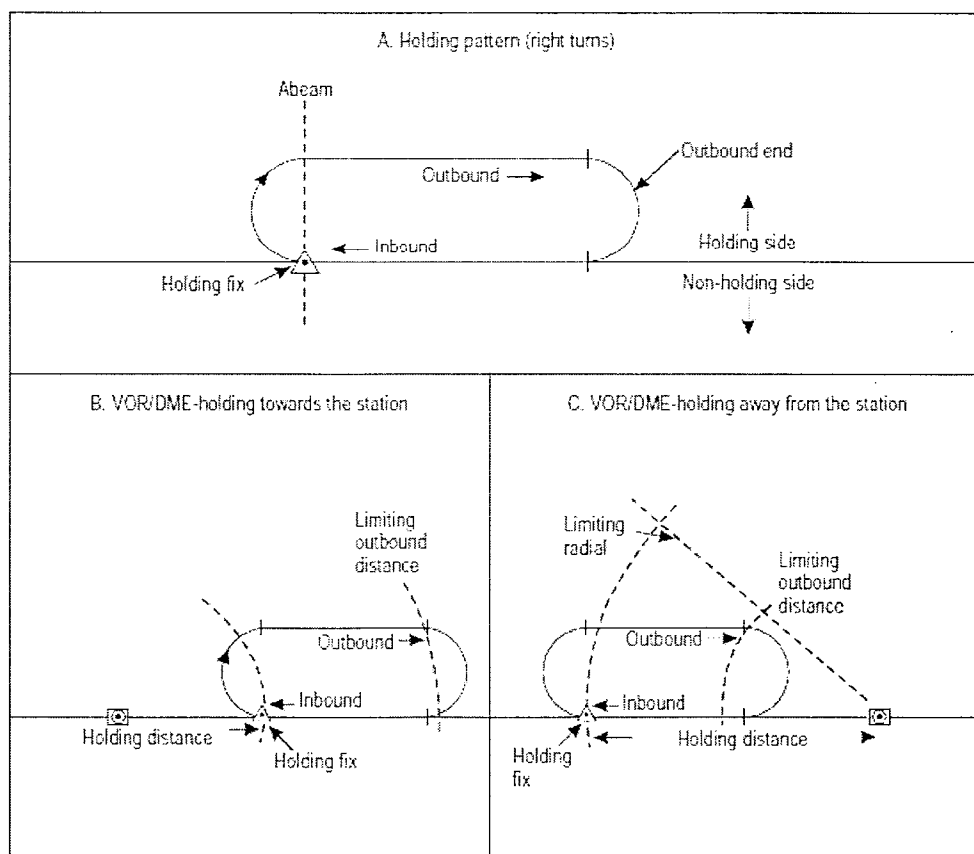 A. Holding pattern (right turns)
Abeam
Outbound end
Outbound
Holding side
Inbound
Holding fix
Non-holding side
B. VOR/DME-holding towards the station
Limiting
outbound
distance
Outbound
Inbound
Holding distance
Holding fix
C. VOR/DME-holding away from the station
Limiting
radial
Limiting
outbound
distance
Outbound
Inbound
Holding distance
Holding
fix